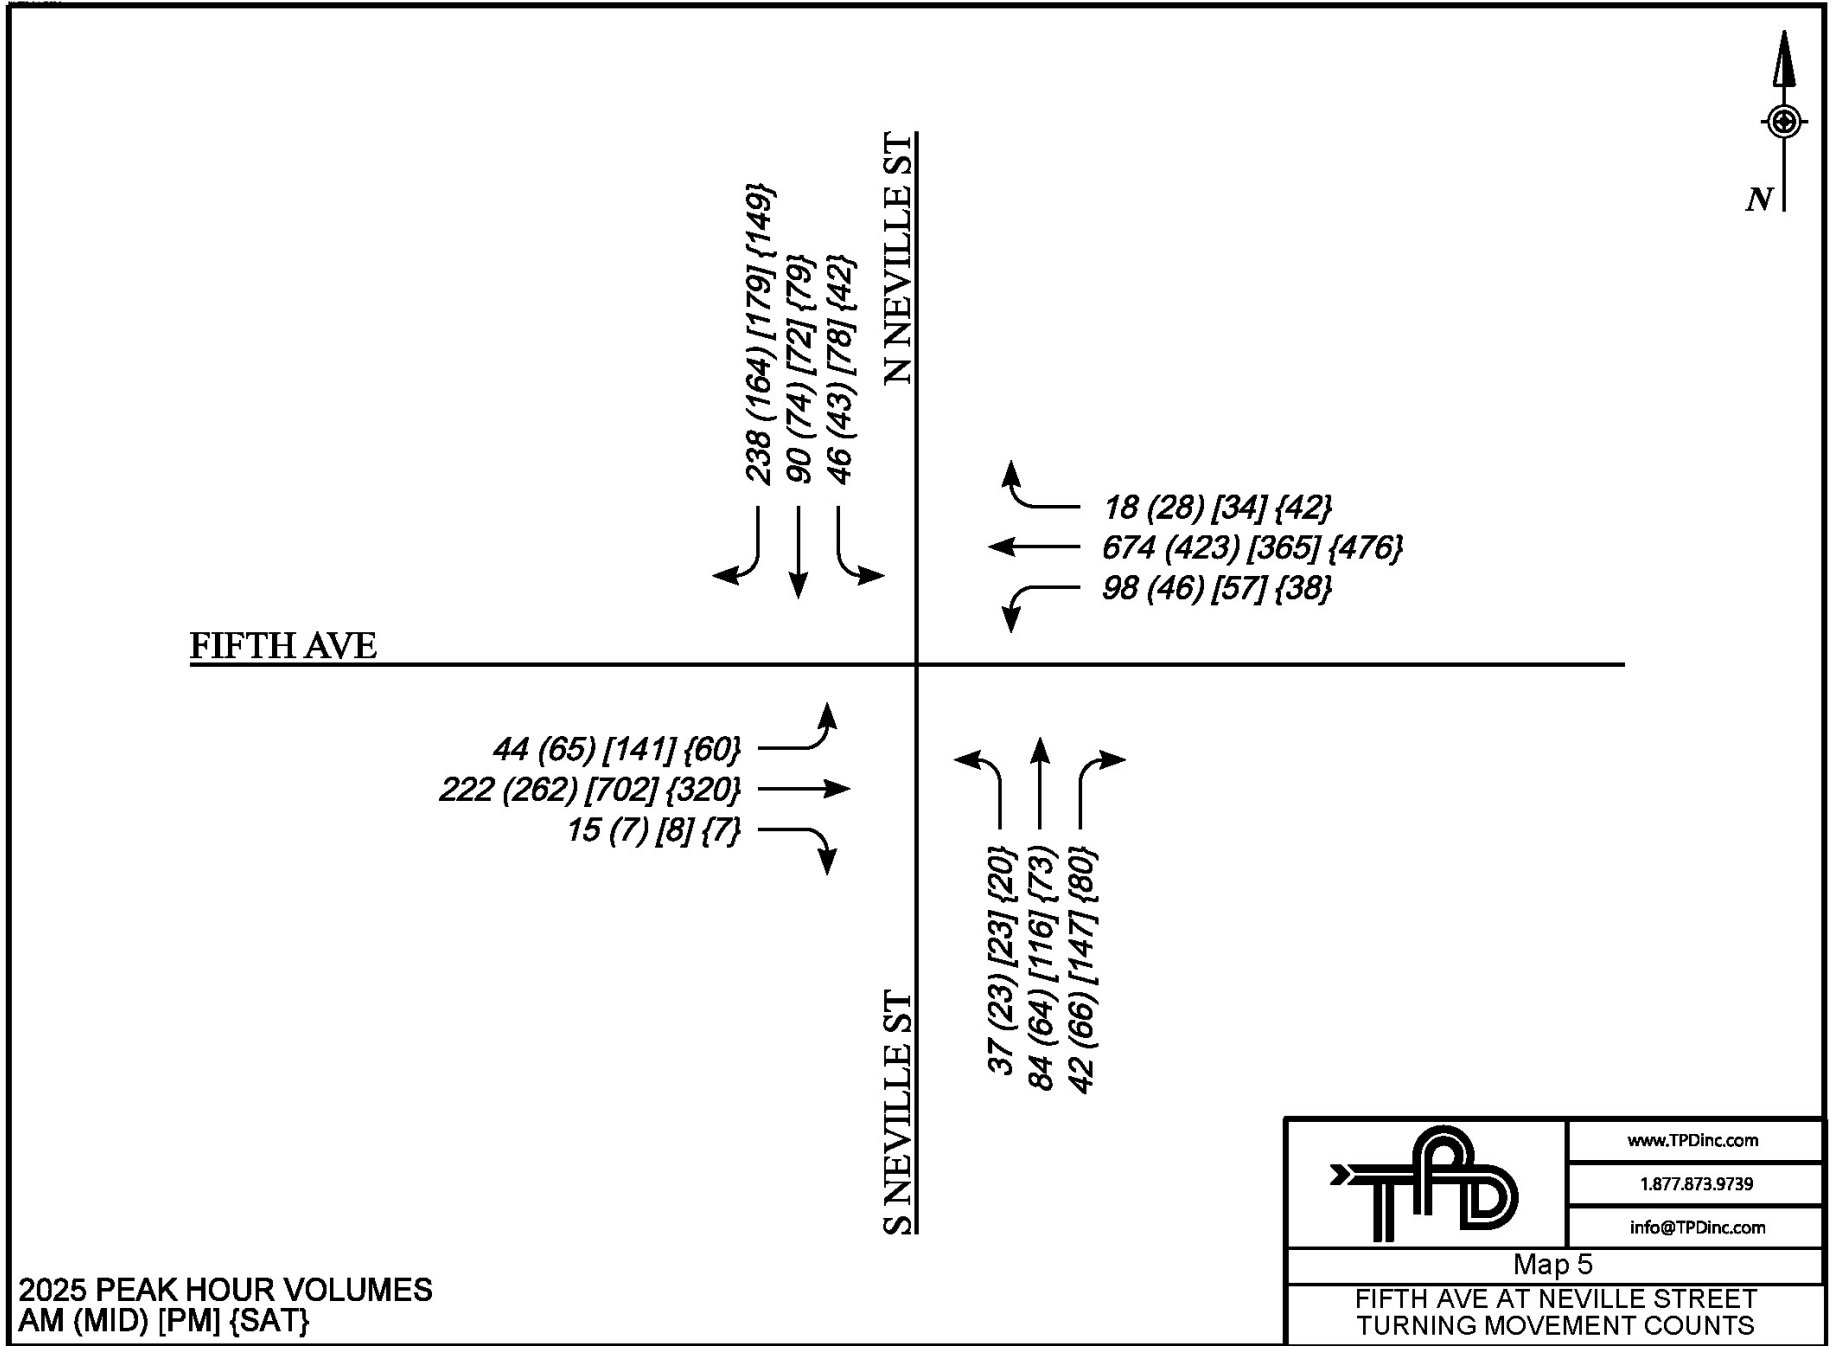 N NEVILLE ST
238 (164) [179] {149}
90 (74) [72] {79}
46 (43) [78] {42}
18 (28) [34] {42}
674 (423) [365] {476}
98 (46) [57] {38}
FIFTH AVE
44 (65) [141] {60}
222 (262) [702] {320}
15 (7) [8] {7}
37 (23) [23] {20}
84 (64) [116] {73)
42 (66) [147] {80}
S NEVILLE ST
N
2025 PEAK HOUR VOLUMES
AM (MID) [PM] {SAT}
TPD
www.TPDinc.com
1.877.873.9739
info@TPDinc.com
Map 5
FIFTH AVE AT NEVILLE STREET
TURNING MOVEMENT COUNTS